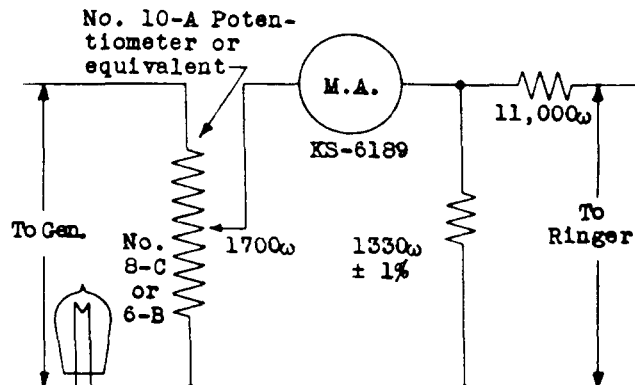 No. 10-A Poten-
tiometer or
equivalent
M.A.
KS-6189
11,000ω
To Gen.
No.
8-C
or
6-B
1700ω
1330ω
± 1%
To
Ringer